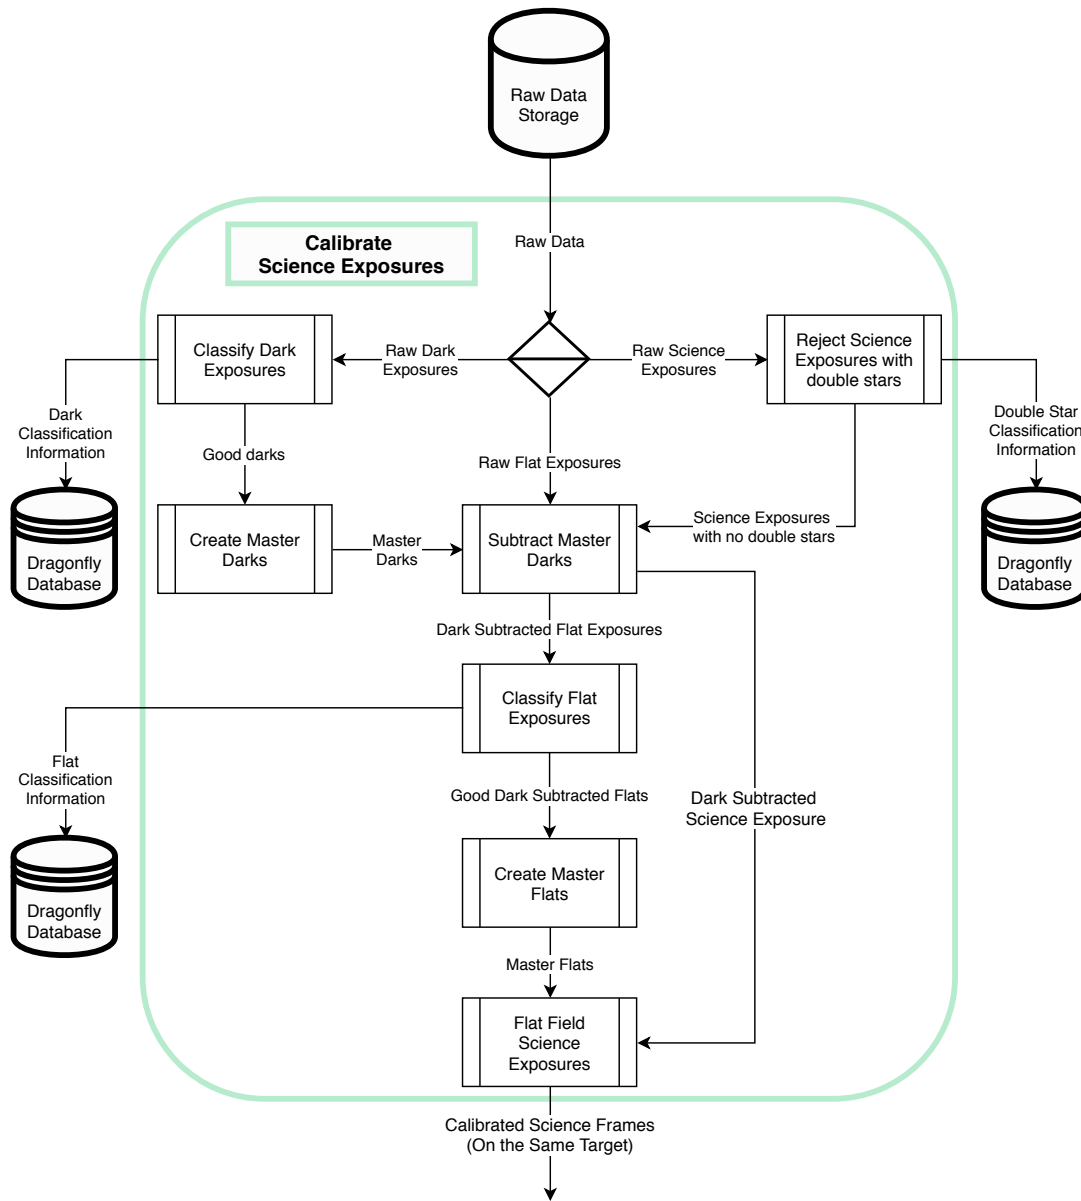 Raw Data
Storage
Raw Data
Calibrate
Science Exposures
Classify Dark
Exposures
Raw Dark
Exposures
Raw Science
Exposures
Reject Science
Exposures with
double stars
Dark
Classification
Information
Good darks
Raw Flat Exposures
Double Star
Classification
Information
Dragonfly
Database
Create Master
Darks
Master
Darks
Subtract Master
Darks
Science Exposures
with no double stars
Dragonfly
Database
Dark Subtracted Flat Exposures
Classify Flat
Exposures
Flat
Classification
Information
Good Dark Subtracted Flats
Dark Subtracted
Science Exposure
Dragonfly
Database
Create Master
Flats
Master Flats
Flat Field
Science
Exposures
Calibrated Science Frames
(On the Same Target)